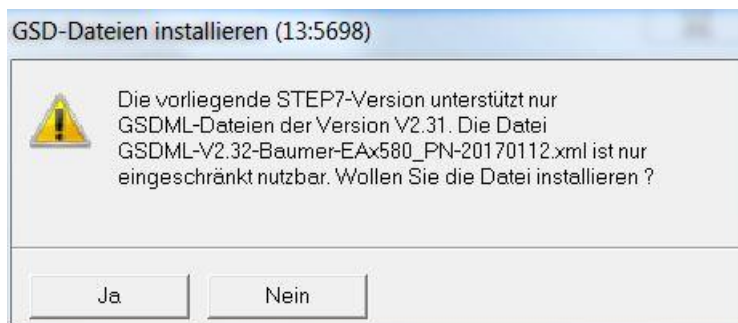 GSD-Dateien installieren (13:5698)
Die vorliegende STEP7-Version unterstützt nur
GSDML-Dateien der Version V2.31. Die Datei
GSDML-V2.32-Baumer-EAx580_PN-20170112.xml ist nur
eingeschränkt nutzbar. Wollen Sie die Datei installieren ?
Ja
Nein